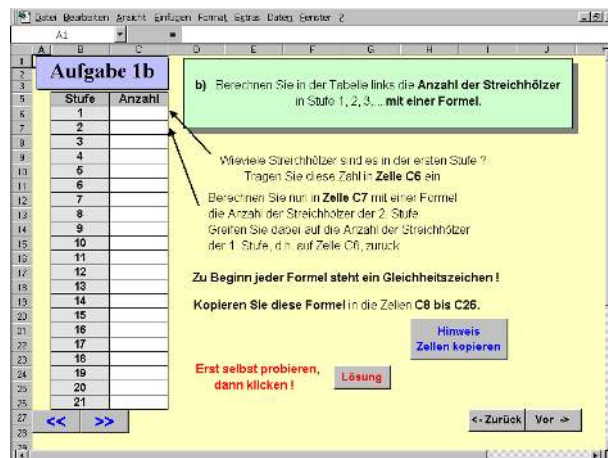 Datei Bearbeiten Ansicht Einfügen Format Extras Daten Fenster ?
A1 =
A B C D E F G H I J
Aufgabe 1b
b) Berechnen Sie in der Tabelle links die Anzahl der Streichhölzer
in Stufe 1, 2, 3... mit einer Formel.
Stufe Anzahl
1
2
3
4
5
6
7
8
9
10
11
12
13
14
15
16
17
18
19
20
21
Wieviele Streichhölzer sind es in der ersten Stufe ?
Tragen Sie diese Zahl in Zelle C6 ein
Berechnen Sie nun in Zelle C7 mit einer Formel
die Anzahl der Streichhölzer der 2. Stufe
Greifen Sie dabei auf die Anzahl der Streichhölzer
der 1. Stufe, d.h. auf Zelle C6, zurück
Zu Beginn jeder Formel steht ein Gleichheitszeichen !
Kopieren Sie diese Formel in die Zellen C8 bis C26.
Hinweis
Zellen kopieren
Erst selbst probieren,
dann klicken !
Lösung
<< >>
<- Zurück Vor ->